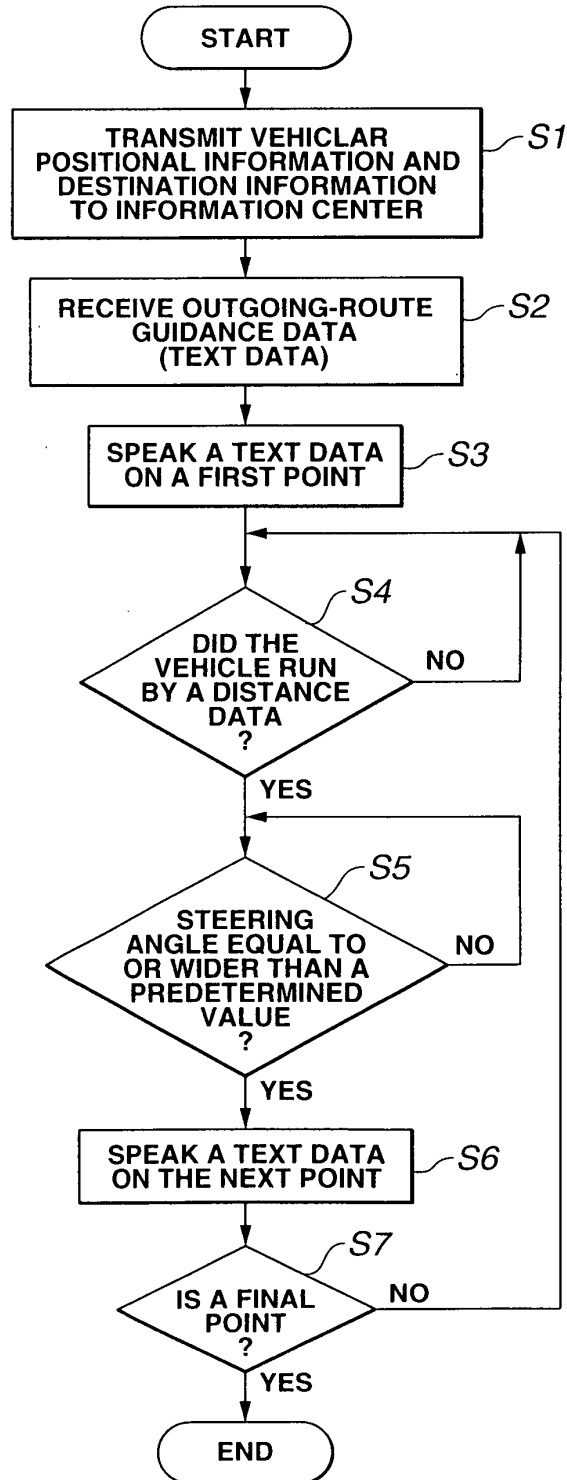 START
TRANSMIT VEHICLAR
POSITIONAL INFORMATION AND
DESTINATION INFORMATION
TO INFORMATION CENTER
S1
RECEIVE OUTGOING-ROUTE
GUIDANCE DATA
(TEXT DATA)
S2
SPEAK A TEXT DATA
ON A FIRST POINT
S3
S4
DID THE
VEHICLE RUN
BY A DISTANCE
DATA
?
NO
YES
S5
STEERING
ANGLE EQUAL TO
OR WIDER THAN A
PREDETERMINED
VALUE
?
NO
YES
SPEAK A TEXT DATA
ON THE NEXT POINT
S6
S7
IS A FINAL
POINT
?
NO
YES
END